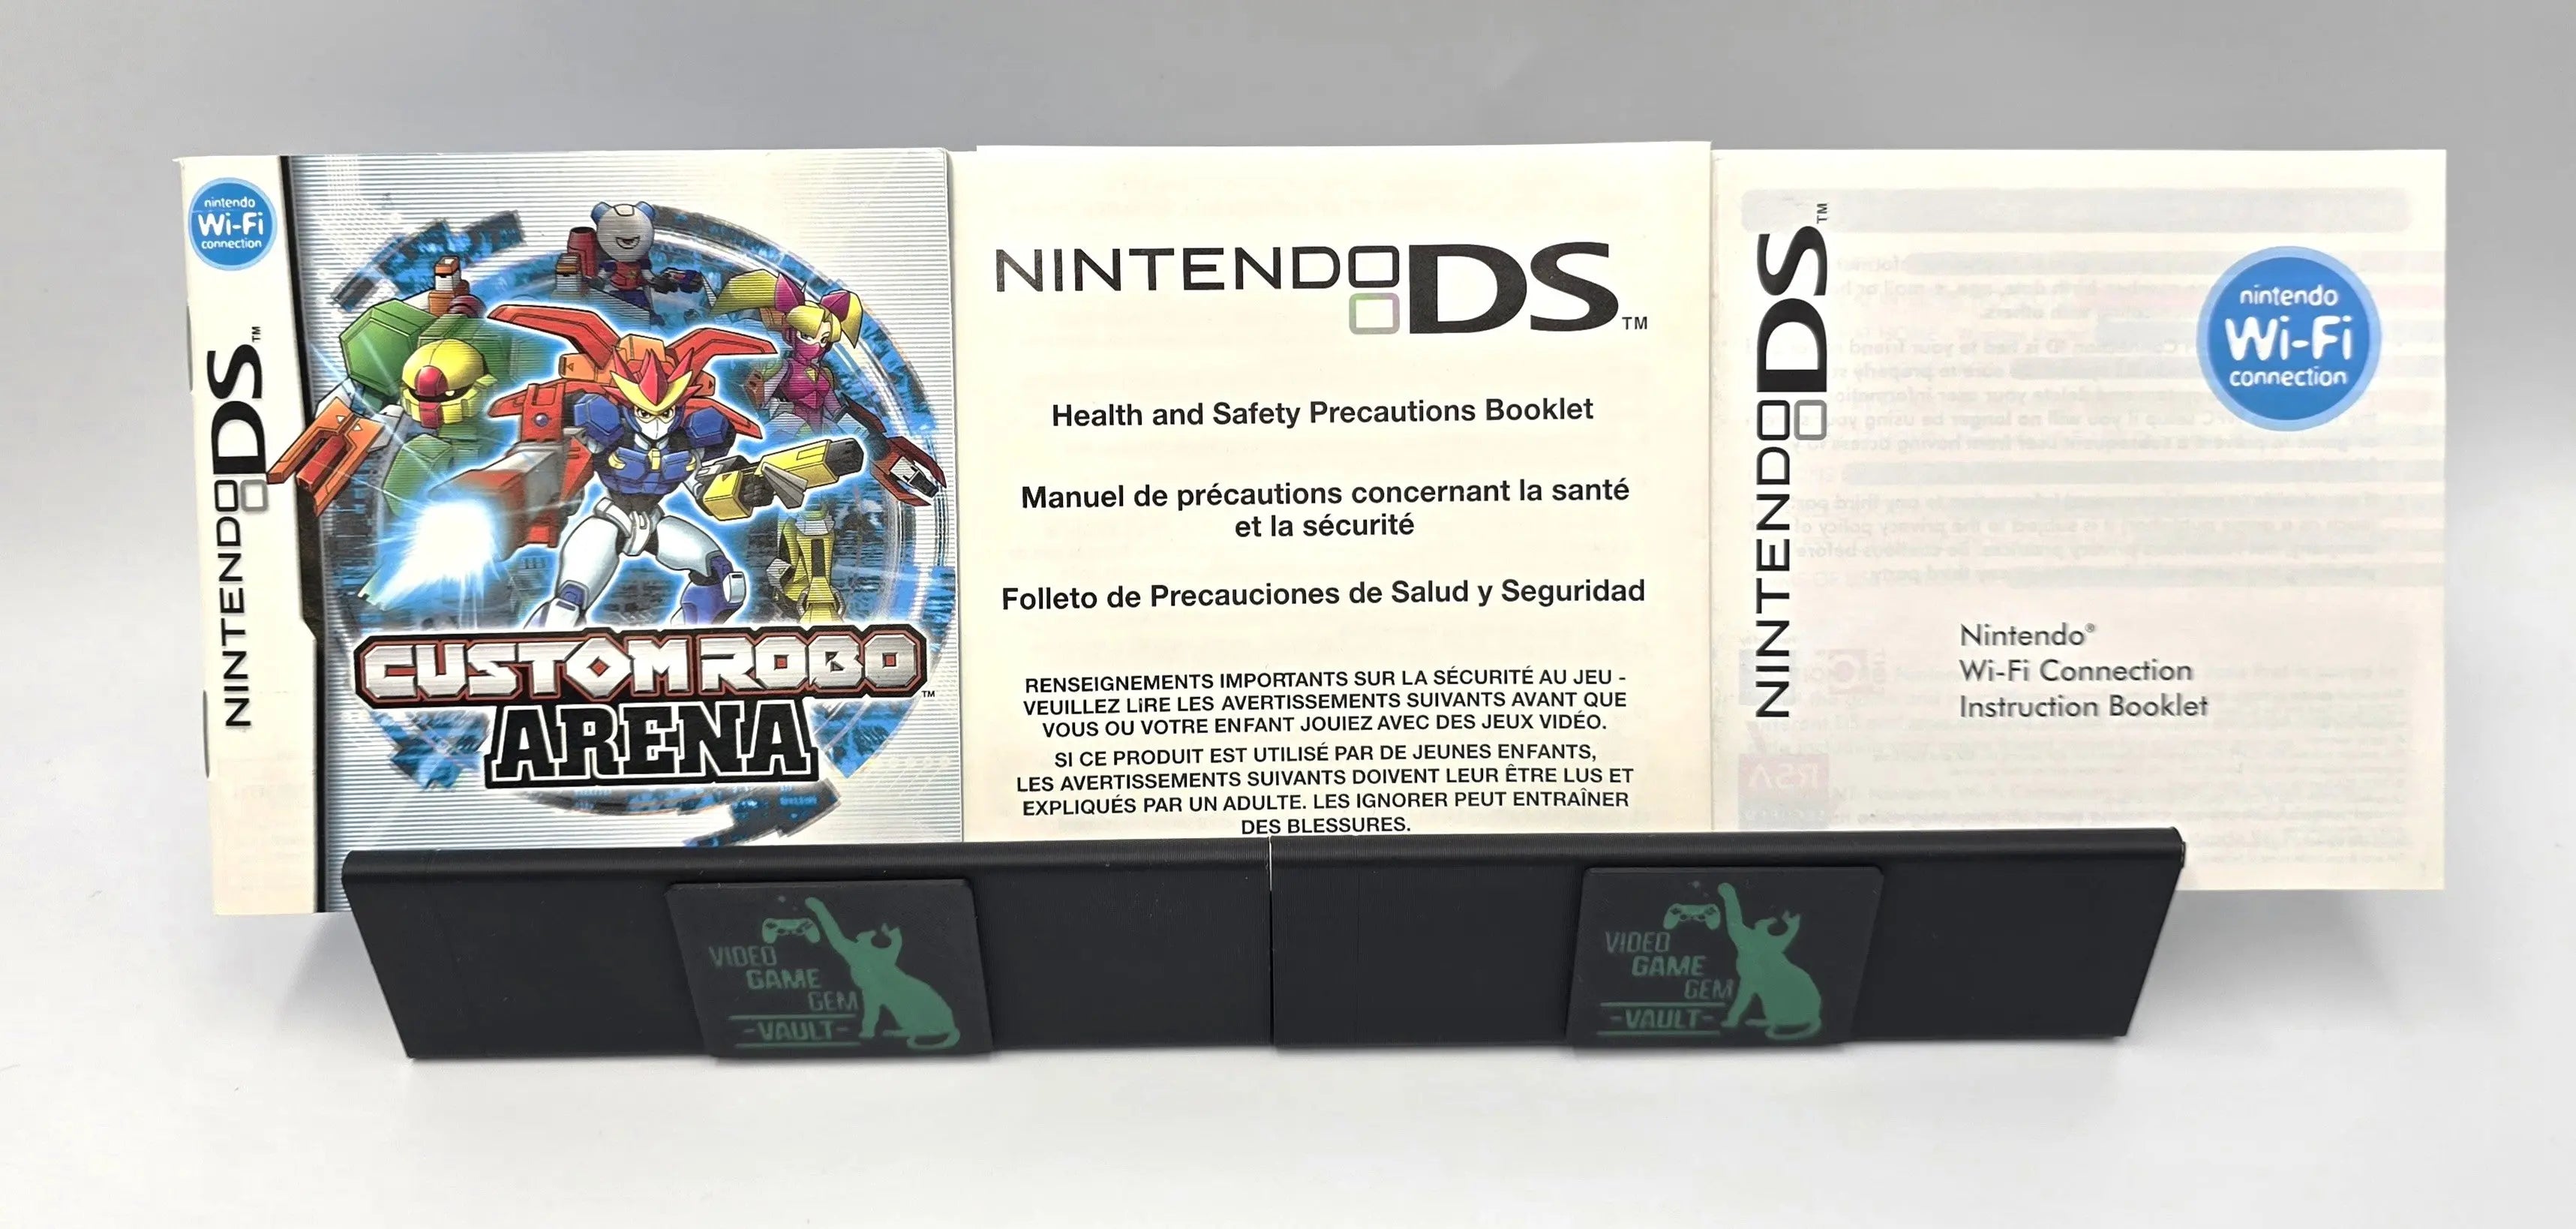 nintendo
Wi-Fi
connection
NINTENDO DS™
CUSTOM ROBO™
ARENA
NINTENDO DS™
Health and Safety Precautions Booklet
Manuel de précautions concernant la santé
et la sécurité
Folleto de Precauciones de Salud y Seguridad
RENSEIGNEMENTS IMPORTANTS SUR LA SÉCURITÉ AU JEU -
VEUILLEZ LIRE LES AVERTISSEMENTS SUIVANTS AVANT QUE
VOUS OU VOTRE ENFANT JOUIEZ AVEC DES JEUX VIDÉO.
SI CE PRODUIT EST UTILISÉ PAR DE JEUNES ENFANTS,
LES AVERTISSEMENTS SUIVANTS DOIVENT LEUR ÊTRE LUS ET
EXPLIQUÉS PAR UN ADULTE. LES IGNORER PEUT ENTRAÎNER
DES BLESSURES.
NINTENDO DS™
nintendo
Wi-Fi
connection
Nintendo®
Wi-Fi Connection
Instruction Booklet
VIDEO
GAME
GEM
-VAULT-
VIDEO
GAME
GEM
-VAULT-